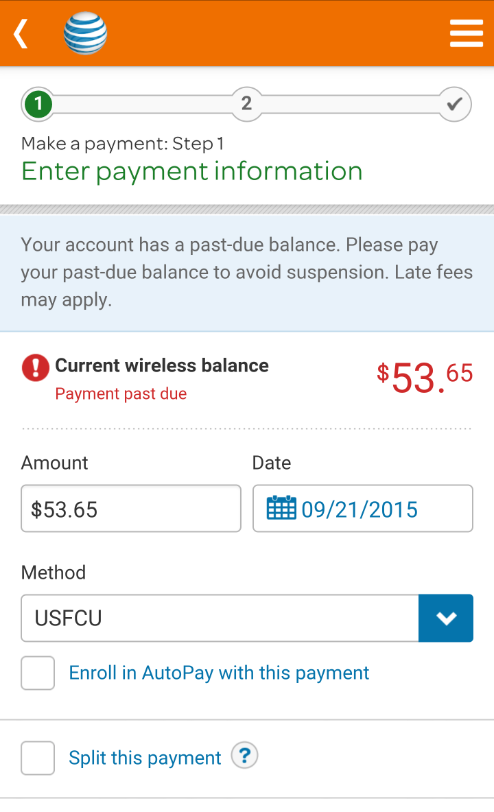 1
2
Make a payment: Step 1
Enter payment information
Your account has a past-due balance. Please pay
your past-due balance to avoid suspension. Late fees
may apply.
! Current wireless balance
$53.65
Payment past due
Amount
Date
$53.65
09/21/2015
Method
USFCU
Enroll in AutoPay with this payment
Split this payment ?